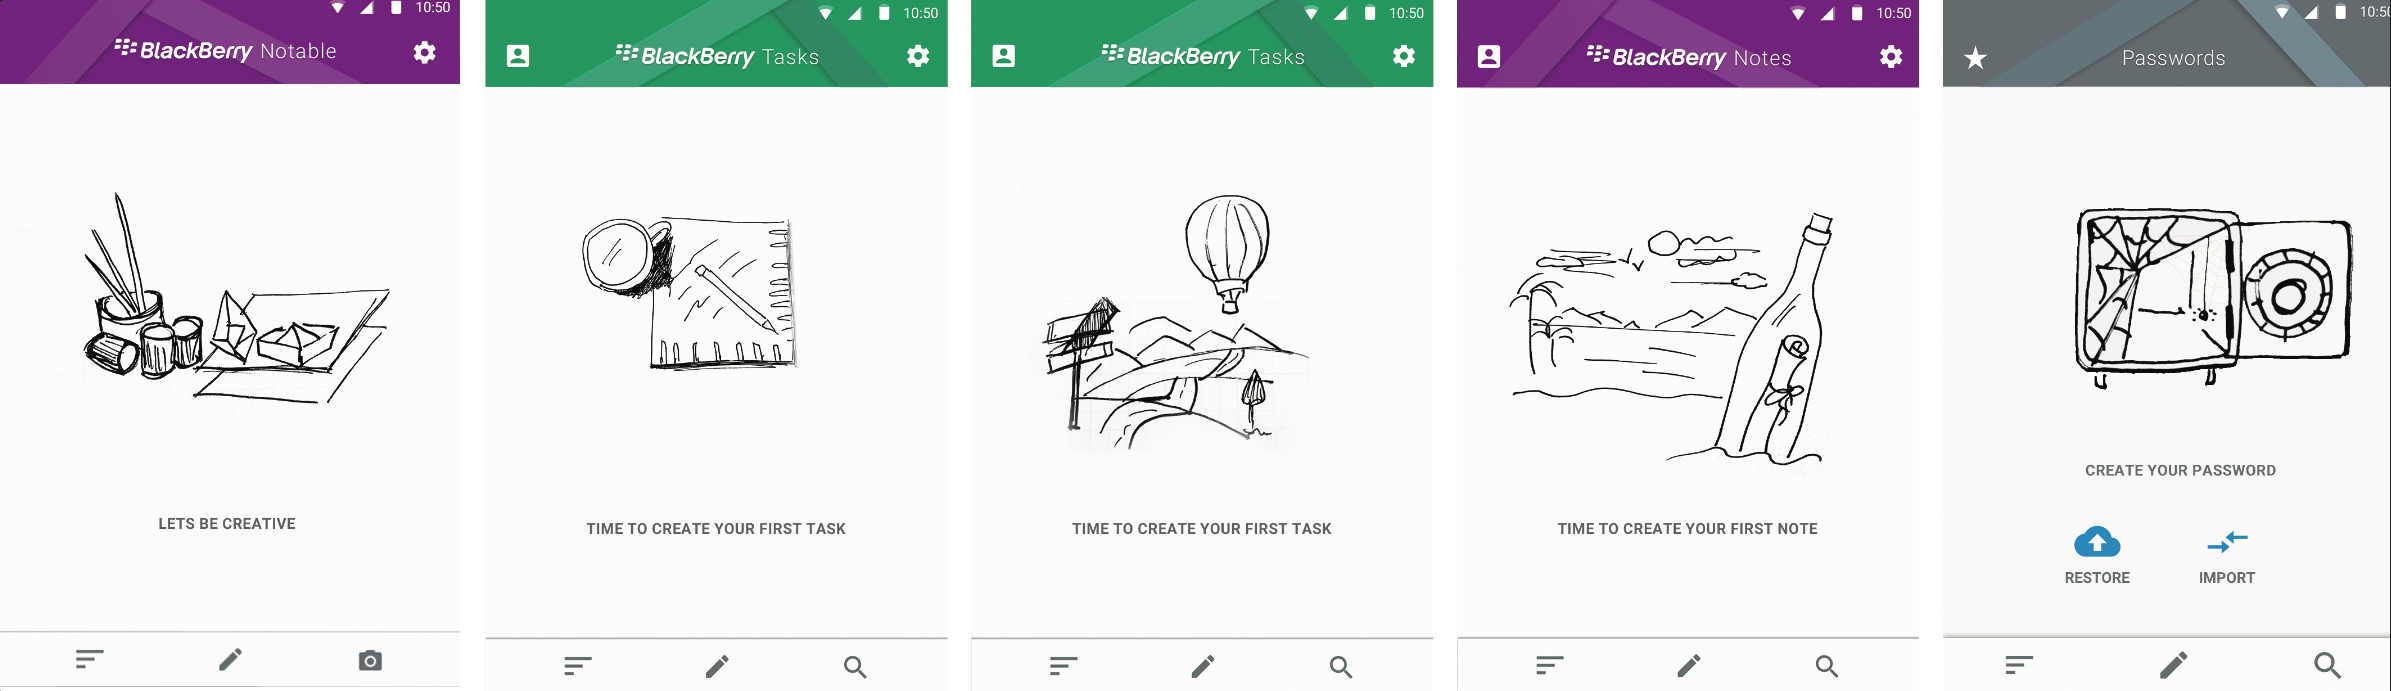 10:50
BlackBerry Notable
LETS BE CREATIVE
10:50
BlackBerry Tasks
TIME TO CREATE YOUR FIRST TASK
10:50
BlackBerry Tasks
TIME TO CREATE YOUR FIRST TASK
10:50
BlackBerry Notes
TIME TO CREATE YOUR FIRST NOTE
10:50
Passwords
CREATE YOUR PASSWORD
RESTORE IMPORT